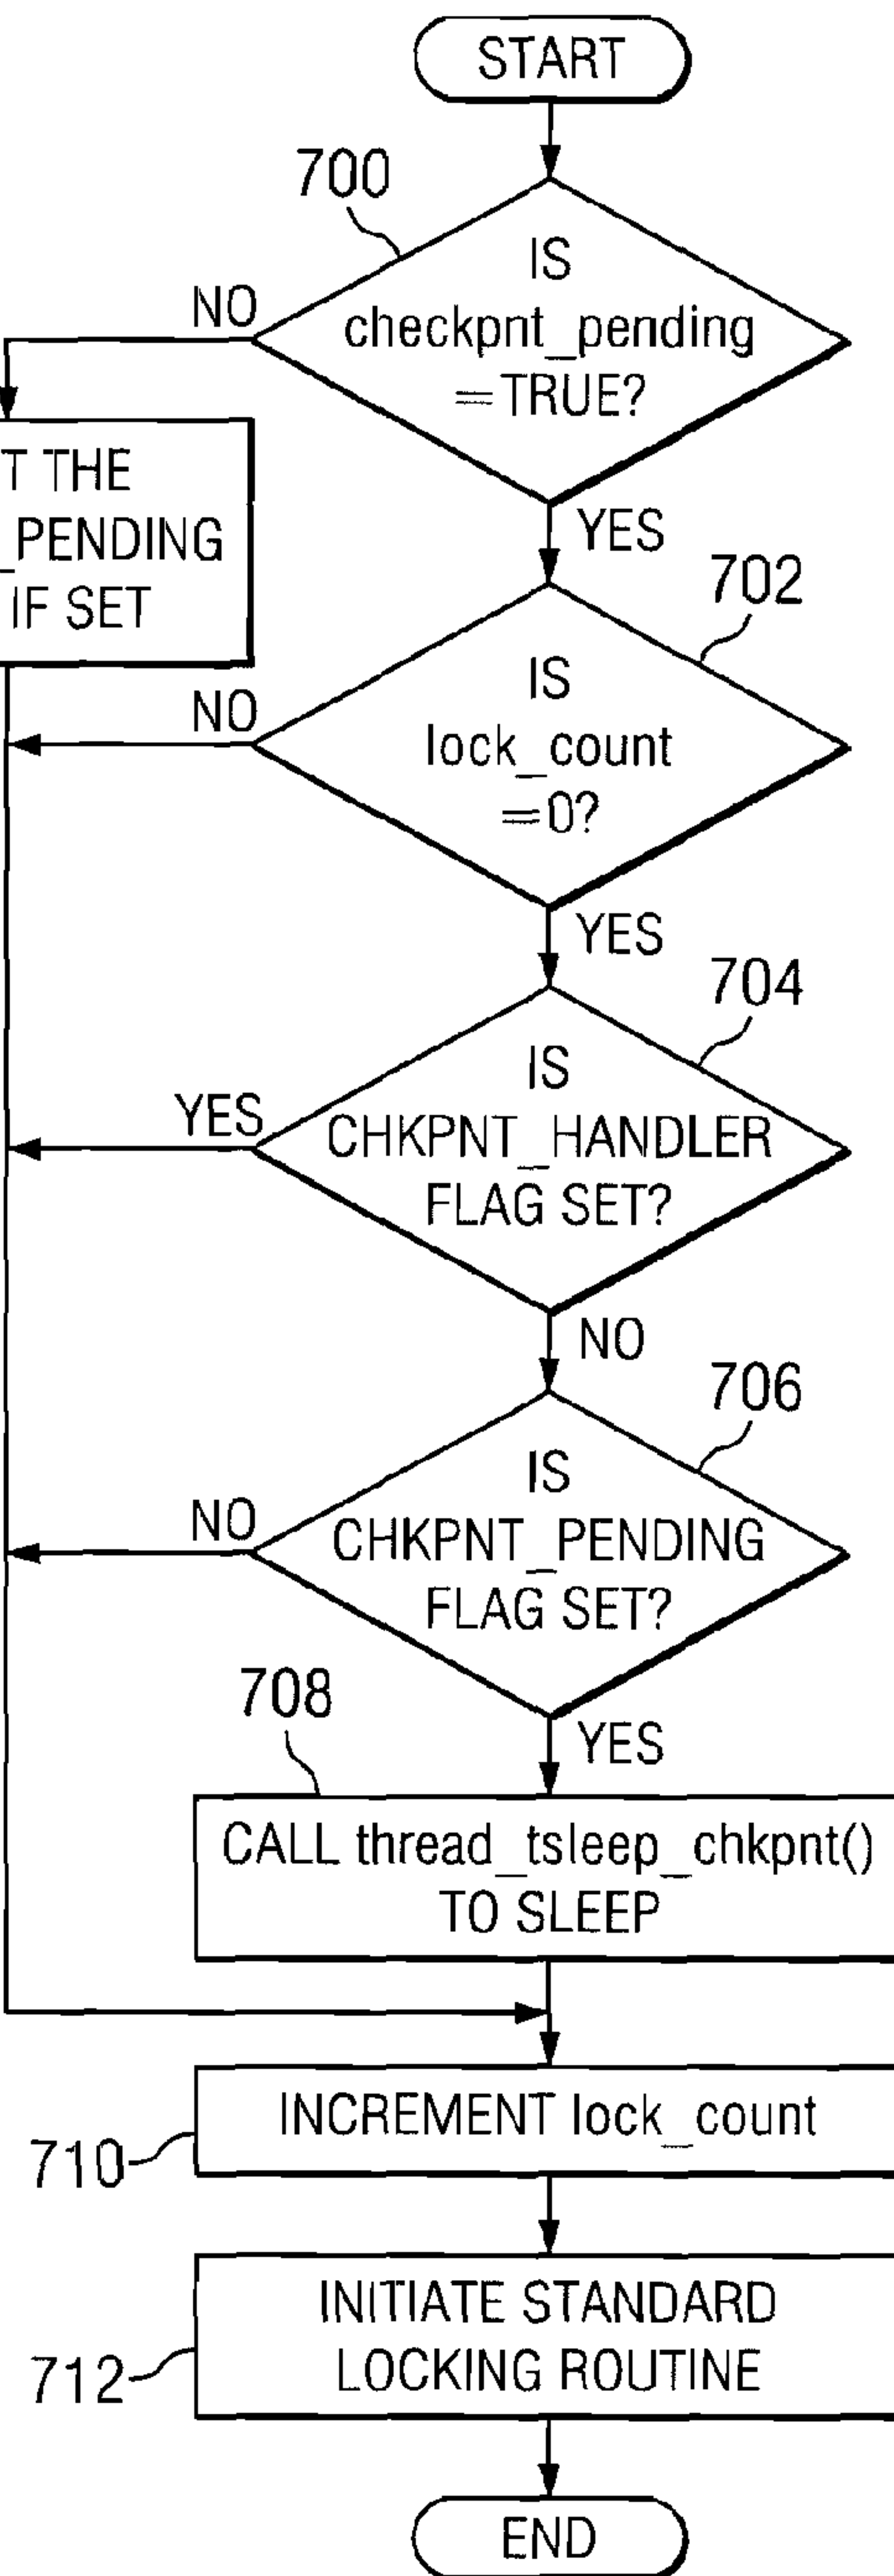 START
700
IS
checkpnt_pending
=TRUE?
NO
YES
T THE
_PENDING
IF SET
702
IS
lock_count
=0?
NO
YES
704
IS
CHKPNT_HANDLER
FLAG SET?
YES
NO
706
IS
CHKPNT_PENDING
FLAG SET?
NO
YES
708
CALL thread_tsleep_chkpnt()
TO SLEEP
INCREMENT lock_count
710
INITIATE STANDARD
LOCKING ROUTINE
712
END